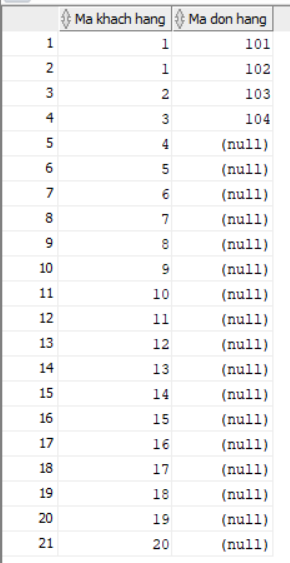 Ma khach hang Ma don hang
1 1 101
2 1 102
3 2 103
4 3 104
5 4 (null)
6 5 (null)
7 6 (null)
8 7 (null)
9 8 (null)
10 9 (null)
11 10 (null)
12 11 (null)
13 12 (null)
14 13 (null)
15 14 (null)
16 15 (null)
17 16 (null)
18 17 (null)
19 18 (null)
20 19 (null)
21 20 (null)